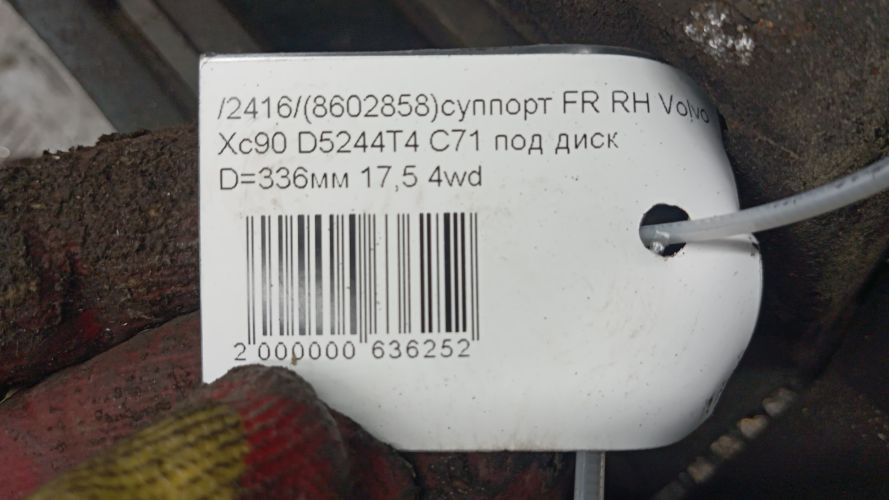 /2416/(8602858)суппорт FR RH Volvo
Xc90 D5244T4 C71 под диск
D=336мм 17,5 4wd
2 000000 636252